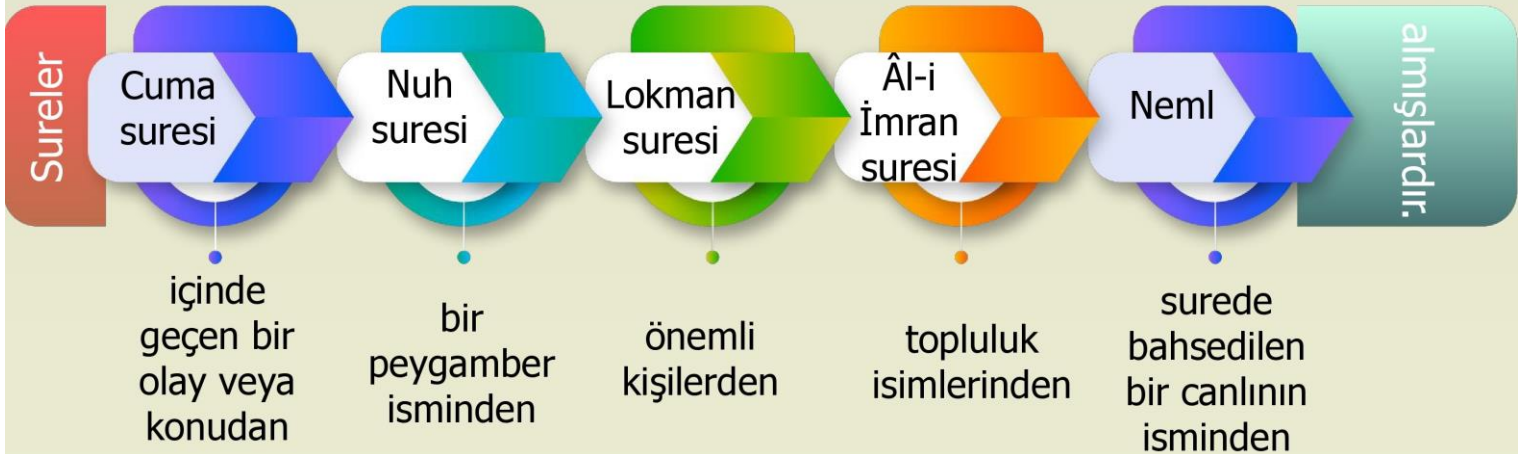 Sureler
Cuma
suresi
içinde
geçen bir
olay veya
konudan
Nuh
suresi
bir
peygamber
isminden
Lokman
suresi
önemli
kişilerden
Âl-i
İmran
suresi
topluluk
isimlerinden
Neml
surede
bahsedilen
bir canlının
isminden
almışlardır.